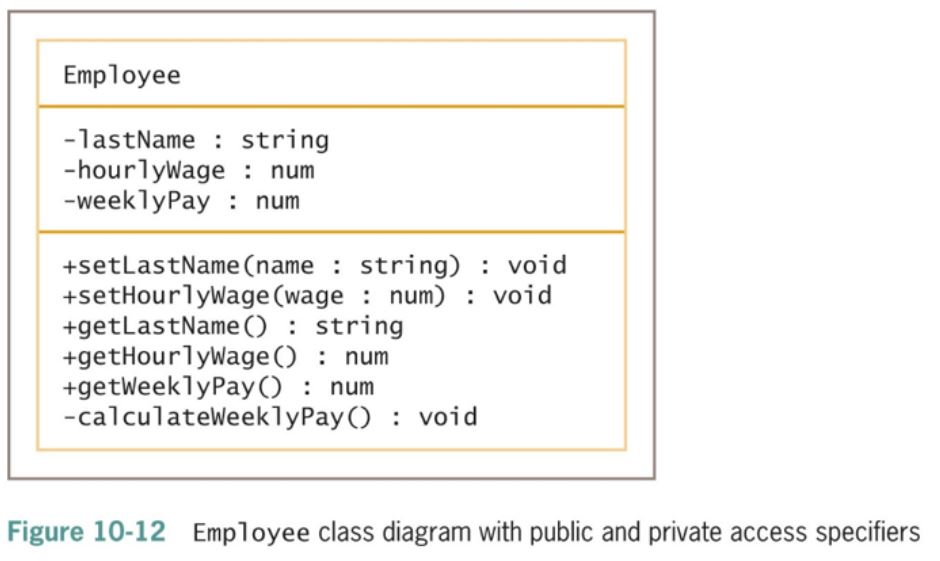 Employee
-lastName : string
-hourlyWage : num
-weeklyPay : num
+setLastName(name : string) : void
+setHourlyWage(wage : num) : void
+getLastName() : string
+getHourlyWage() : num
+getWeeklyPay() : num
-calculateWeeklyPay() : void
Figure 10-12 Employee class diagram with public and private access specifiers